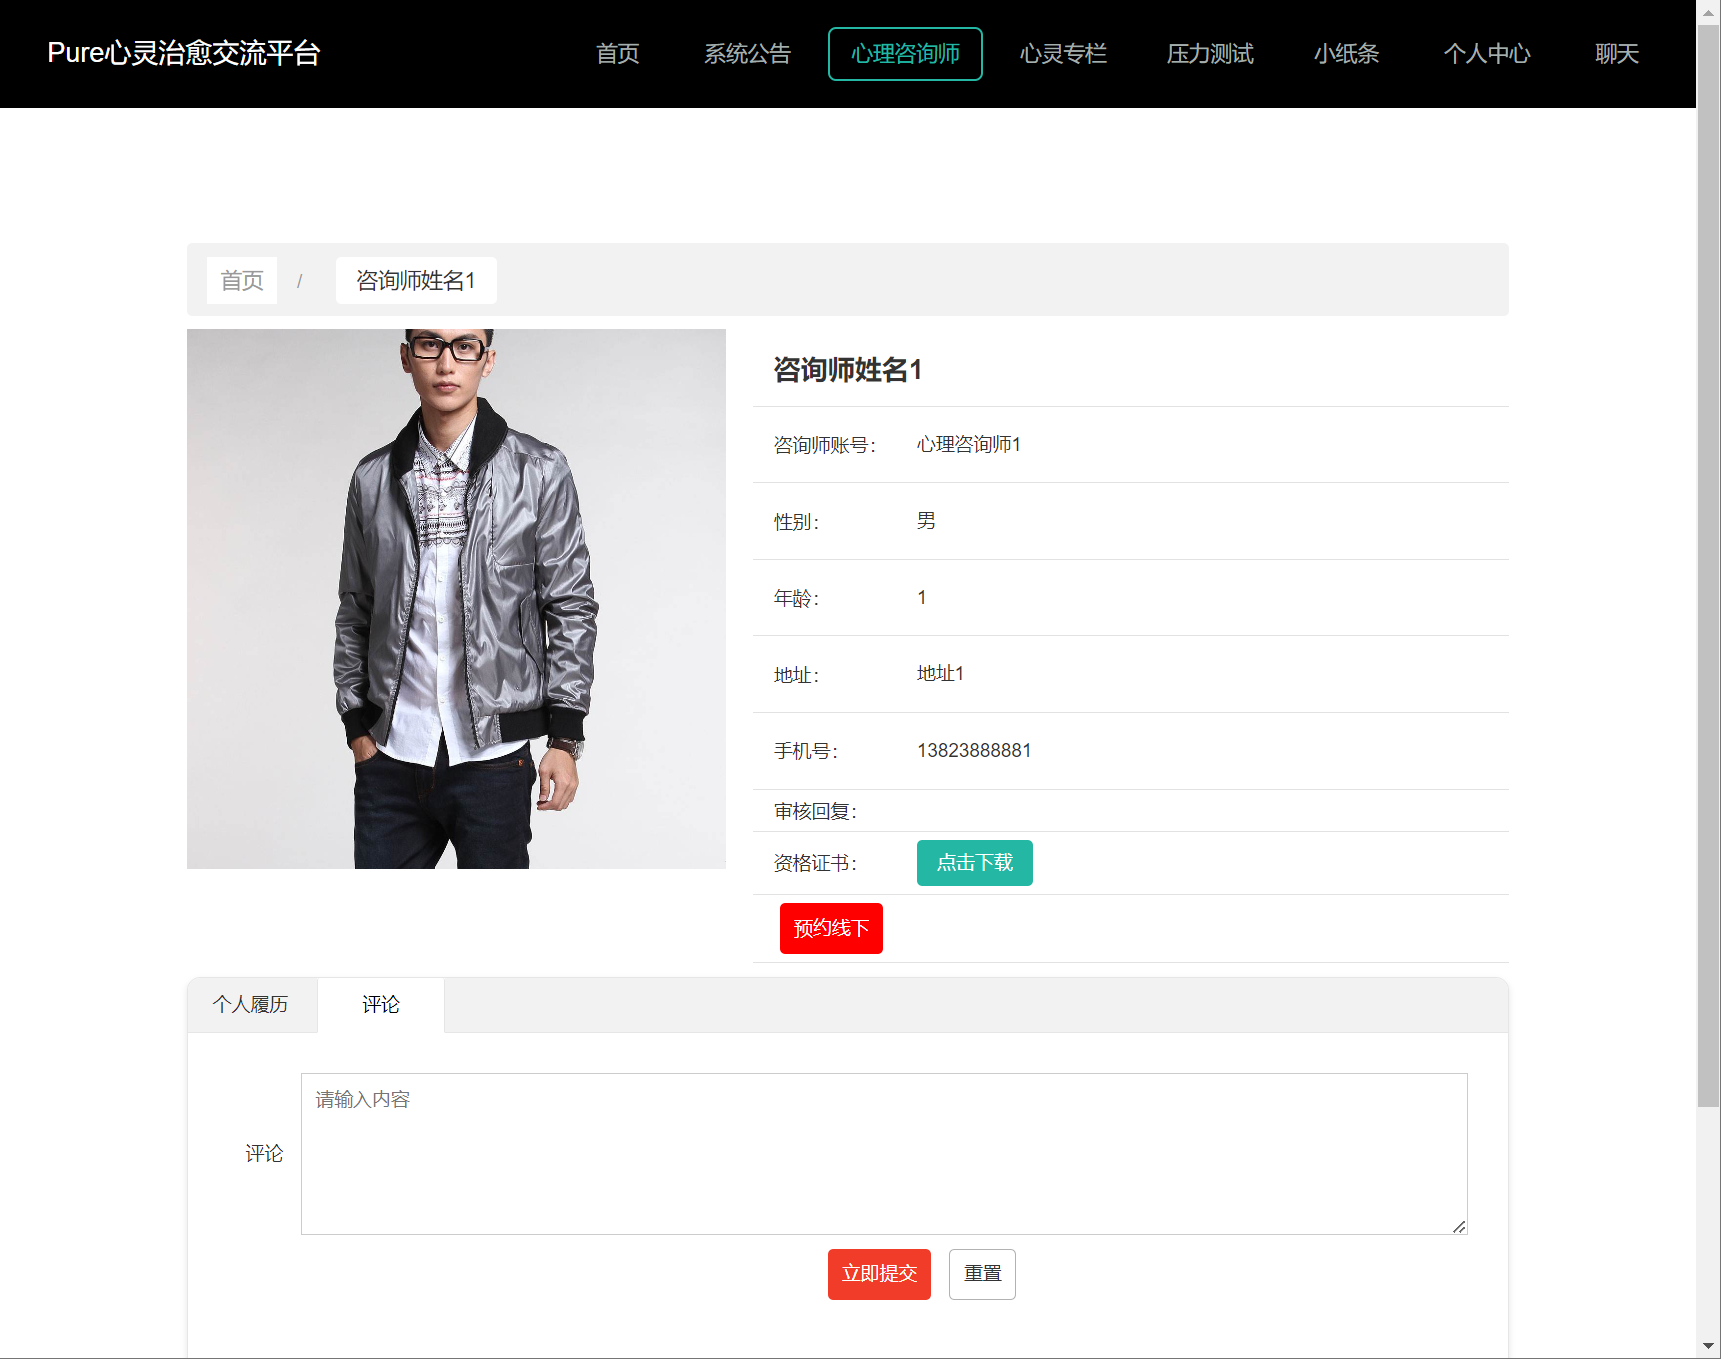 Pure心灵治愈交流平台 首页 系统公告 心理咨询师 心灵专栏 压力测试 小纸条 个人中心 聊天
首页 / 咨询师姓名1
咨询师姓名1
咨询师账号： 心理咨询师1
性别： 男
年龄： 1
地址： 地址1
手机号： 13823888881
审核回复：
资格证书： 点击下载
预约线下
个人履历 评论
请输入内容
评论
立即提交 重置